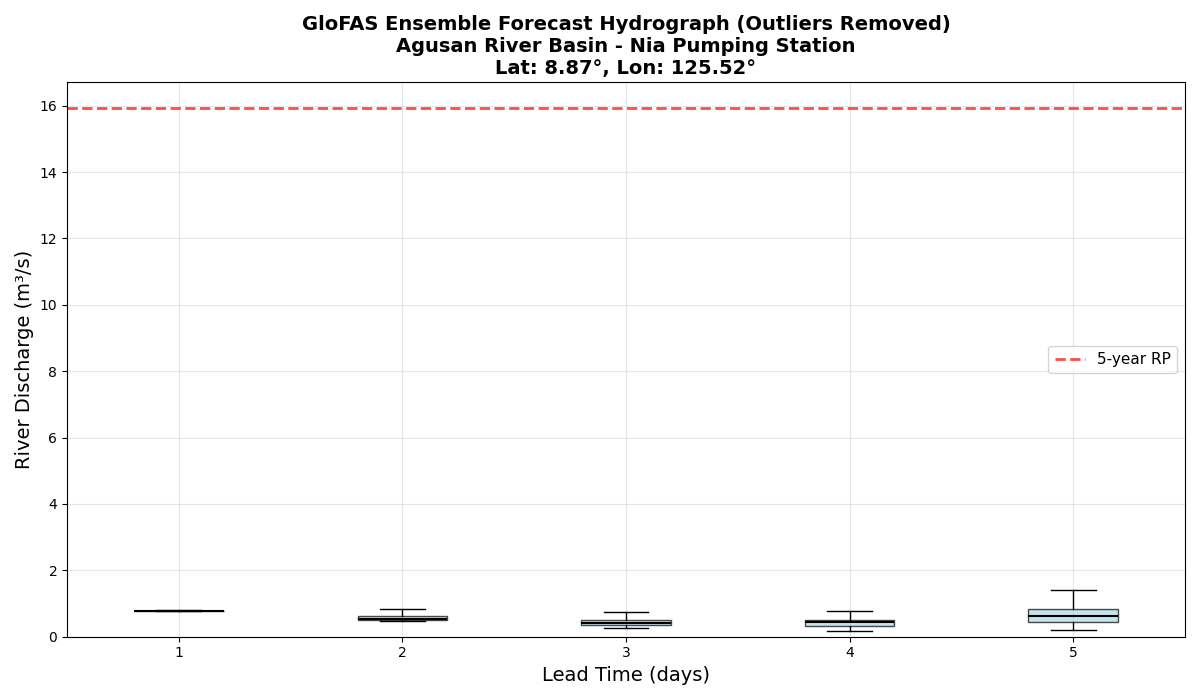 GloFAS Ensemble Forecast Hydrograph (Outliers Removed)
Agusan River Basin - Nia Pumping Station
Lat: 8.87°, Lon: 125.52°
River Discharge (m³/s)
16
14
12
10
8
6
4
2
0
5-year RP
1 2 3 4 5
Lead Time (days)